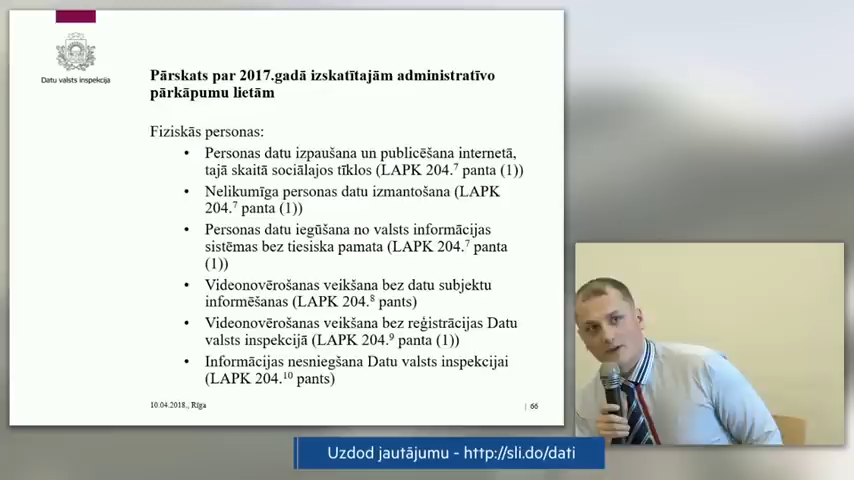 Datu valsts inspekcija
Pārskats par 2017.gadā izskatītajām administratīvo
pārkāpumu lietām
Fiziskās personas:
• Personas datu izpaušana un publicēšana internetā,
tajā skaitā sociālajos tīklos (LAPK 204.⁷ panta (1))
• Nelikumīga personas datu izmantošana (LAPK
204.⁷ panta (1))
• Personas datu iegūšana no valsts informācijas
sistēmas bez tiesiska pamata (LAPK 204.⁷ panta
(1))
• Videonovērošanas veikšana bez datu subjektu
informēšanas (LAPK 204.⁸ pants)
• Videonovērošanas veikšana bez reģistrācijas Datu
valsts inspekcijā (LAPK 204.⁹ panta (1))
• Informācijas nesniegšana Datu valsts inspekcijai
(LAPK 204.¹⁰ pants)
10.04.2018., Rīga
| 66
Uzdod jautājumu - http://sli.do/dati